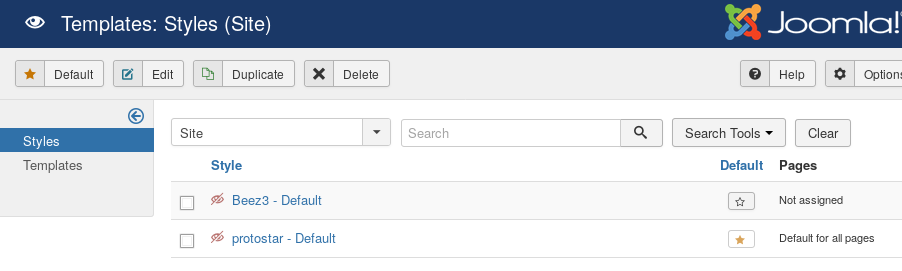 Templates: Styles (Site)
Joomla!
Default Edit Duplicate Delete Help Options
Styles
Templates
Site Search Search Tools Clear
Style Default Pages
Beez3 - Default Not assigned
protostar - Default Default for all pages